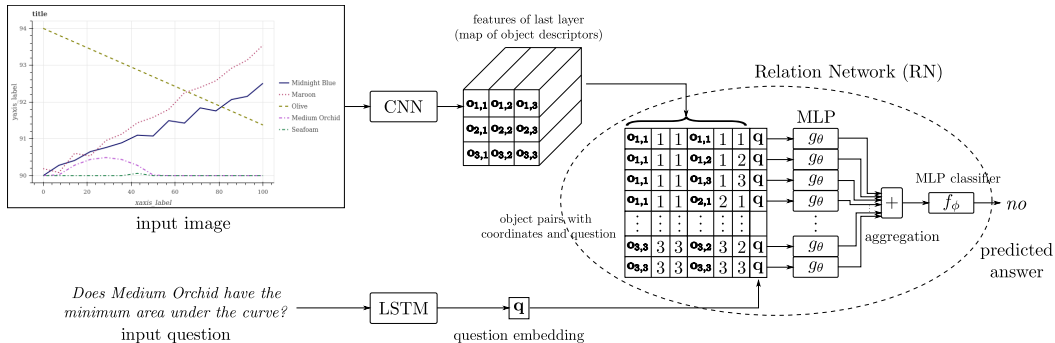 title
94
93
92
91
90
0
20
40
60
80
100
yaxis_label
xaxis_label
Midnight Blue
Maroon
Olive
Medium Orchid
Seafoam
input image
CNN
features of last layer
(map of object descriptors)
o1,1 o1,2 o1,3
o2,1 o2,2 o2,3
o3,1 o3,2 o3,3
Relation Network (RN)
MLP
o1,1 1 1 o1,1 1 1 q gθ
o1,1 1 1 o1,2 1 2 q gθ
o1,1 1 1 o1,3 1 3 q gθ
o1,1 1 1 o2,1 2 1 q gθ
⋮ ⋮ ⋮ ⋮ ⋮ ⋮ ⋮ ⋮
o3,3 3 3 o3,2 3 2 q gθ
o3,3 3 3 o3,3 3 3 q gθ
object pairs with
coordinates and question
+
aggregation
MLP classifier
fϕ
no
predicted
answer
Does Medium Orchid have the
minimum area under the curve?
input question
LSTM
q
question embedding